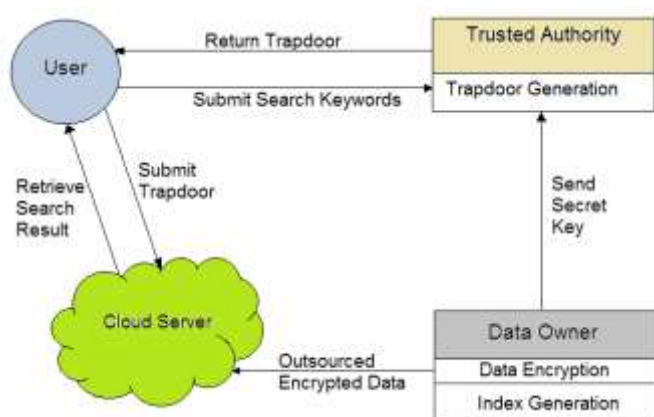 Return Trapdoor
Trusted Authority
User
Submit Search Keywords
Trapdoor Generation
Submit
Trapdoor
Retrieve
Search
Result
Send
Secret
Key
Cloud Server
Data Owner
Outsourced
Encrypted Data
Data Encryption
Index Generation